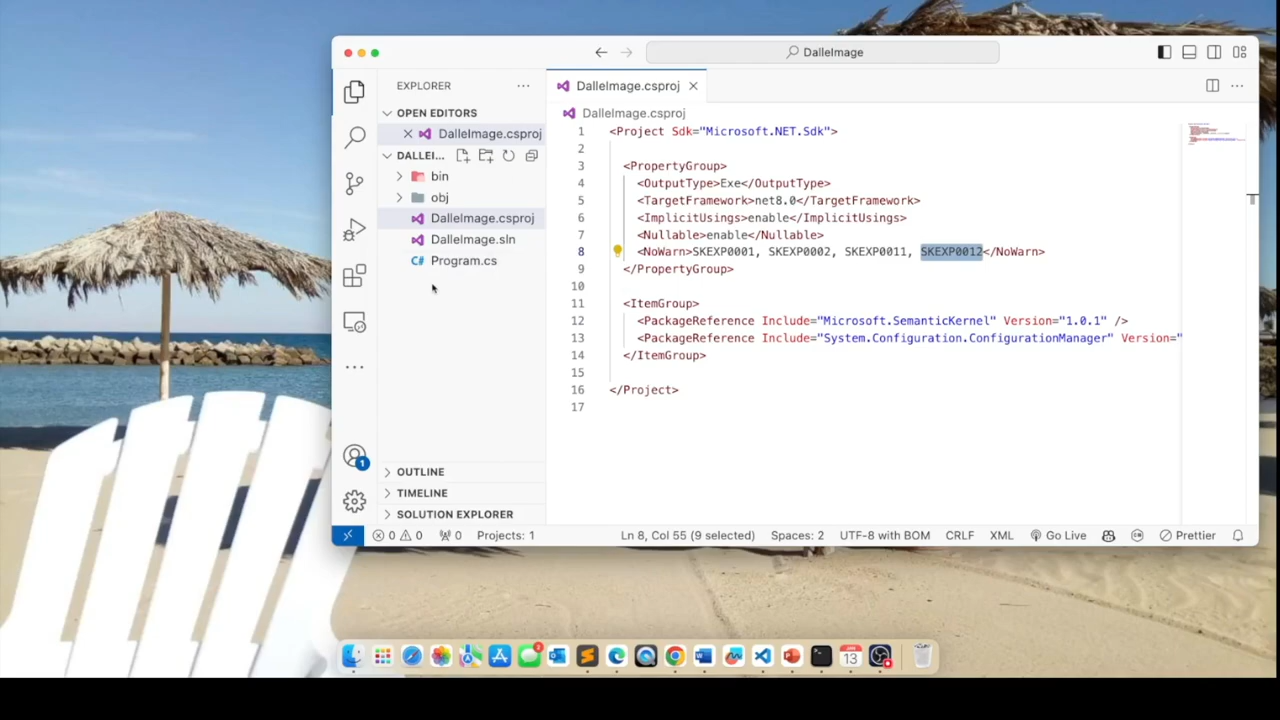 DalleImage
EXPLORER
DalleImage.csproj
OPEN EDITORS
DalleImage.csproj
DalleImage.csproj
DALLEI...
bin
obj
DalleImage.csproj
DalleImage.sln
Program.cs
1 <Project Sdk="Microsoft.NET.Sdk">
2
3 <PropertyGroup>
4 <OutputType>Exe</OutputType>
5 <TargetFramework>net8.0</TargetFramework>
6 <ImplicitUsings>enable</ImplicitUsings>
7 <Nullable>enable</Nullable>
8 <NoWarn>SKEXP0001, SKEXP0002, SKEXP0011, SKEXP0012</NoWarn>
9 </PropertyGroup>
10
11 <ItemGroup>
12 <PackageReference Include="Microsoft.SemanticKernel" Version="1.0.1" />
13 <PackageReference Include="System.Configuration.ConfigurationManager" Version="
14 </ItemGroup>
15
16 </Project>
17
OUTLINE
TIMELINE
SOLUTION EXPLORER
1
0 0 0 Projects: 1 Ln 8, Col 55 (9 selected) Spaces: 2 UTF-8 with BOM CRLF XML Go Live Prettier
13